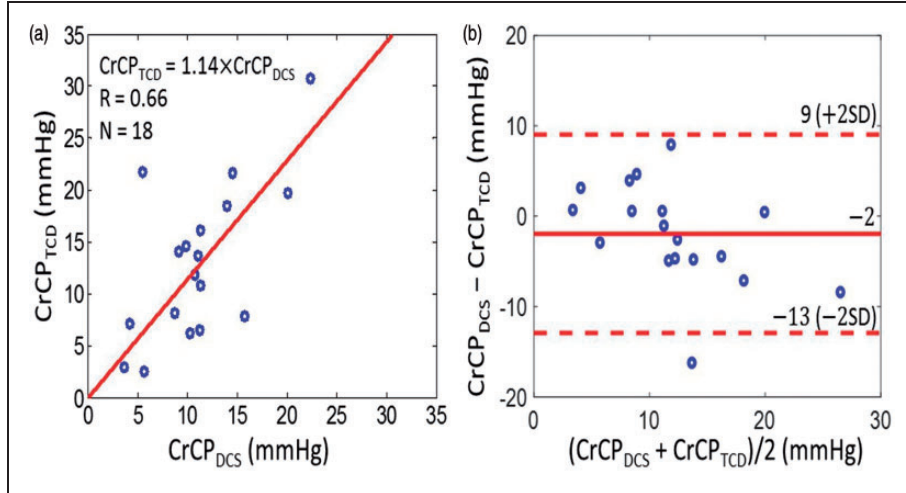 (a)
35
30
25
20
15
10
5
0
CrCP_TCD (mmHg)
CrCP_TCD = 1.14×CrCP_DCS
R = 0.66
N = 18
0 5 10 15 20 25 30 35
CrCP_DCS (mmHg)
(b)
20
10
0
-10
-20
CrCP_DCS − CrCP_TCD (mmHg)
9 (+2SD)
−2
−13 (−2SD)
0 10 20 30
(CrCP_DCS + CrCP_TCD)/2 (mmHg)